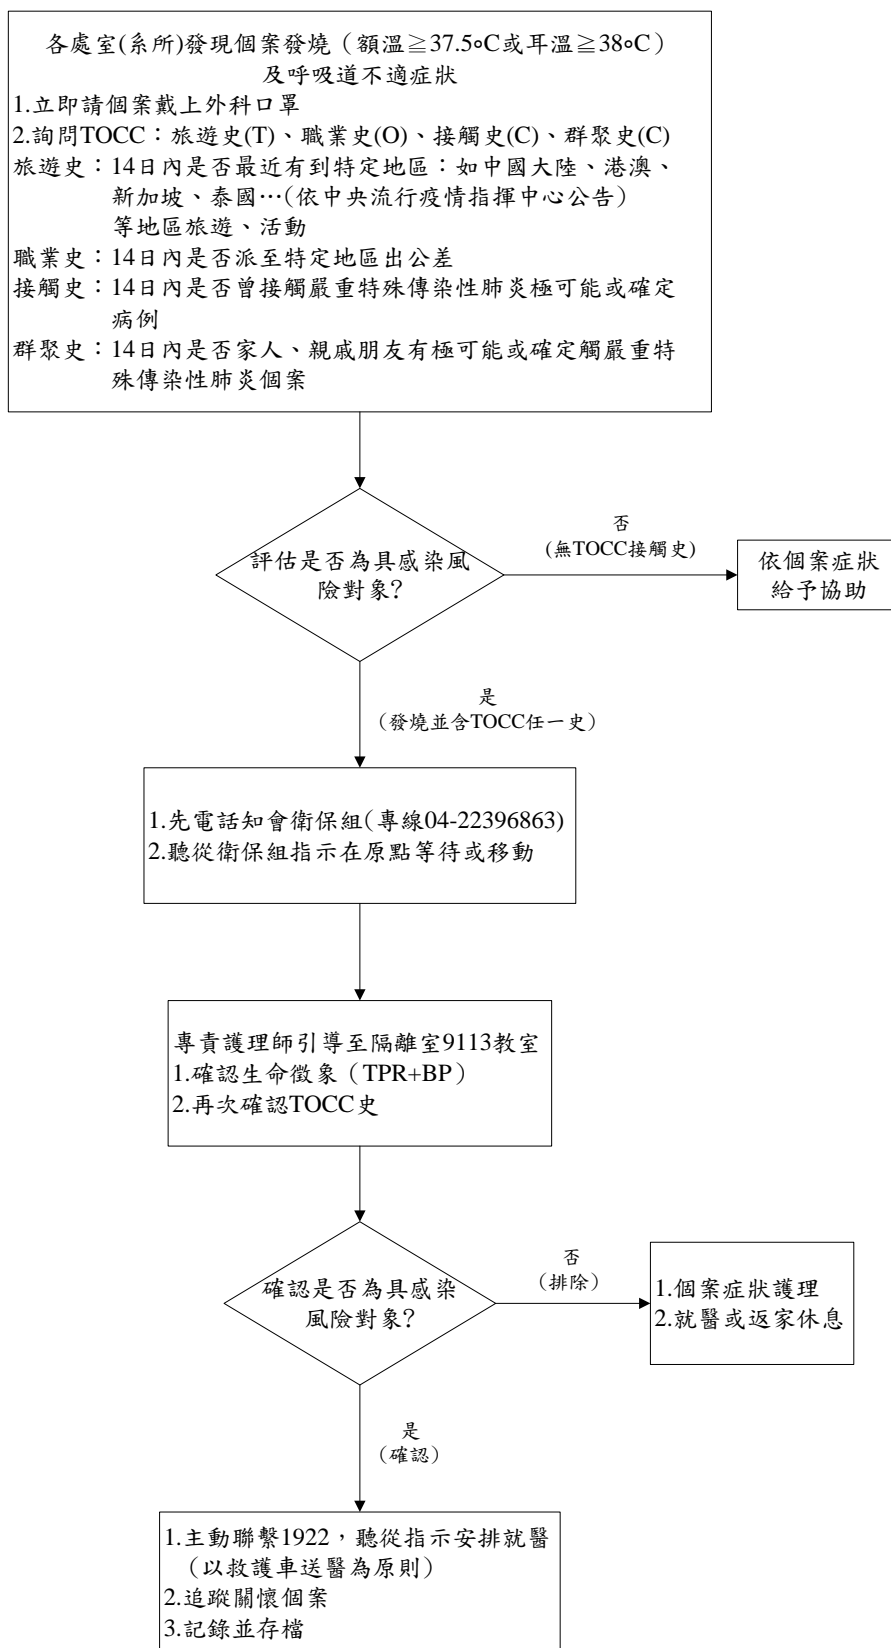 各處室(系所)發現個案發燒（額溫≧37.5°C或耳溫≧38°C）
及呼吸道不適症狀
1.立即請個案戴上外科口罩
2.詢問TOCC：旅遊史(T)、職業史(O)、接觸史(C)、群聚史(C)
旅遊史：14日內是否最近有到特定地區：如中國大陸、港澳、
新加坡、泰國…(依中央流行疫情指揮中心公告)
等地區旅遊、活動
職業史：14日內是否派至特定地區出公差
接觸史：14日內是否曾接觸嚴重特殊傳染性肺炎極可能或確定
病例
群聚史：14日內是否家人、親戚朋友有極可能或確定觸嚴重特
殊傳染性肺炎個案
評估是否為具感染風
險對象?
否
(無TOCC接觸史)
依個案症狀
給予協助
是
（發燒並含TOCC任一史）
1.先電話知會衛保組(專線04-22396863)
2.聽從衛保組指示在原點等待或移動
專責護理師引導至隔離室9113教室
1.確認生命徵象（TPR+BP）
2.再次確認TOCC史
確認是否為具感染
風險對象?
否
（排除）
1.個案症狀護理
2.就醫或返家休息
是
（確認）
1.主動聯繫1922，聽從指示安排就醫
（以救護車送醫為原則）
2.追蹤關懷個案
3.記錄並存檔